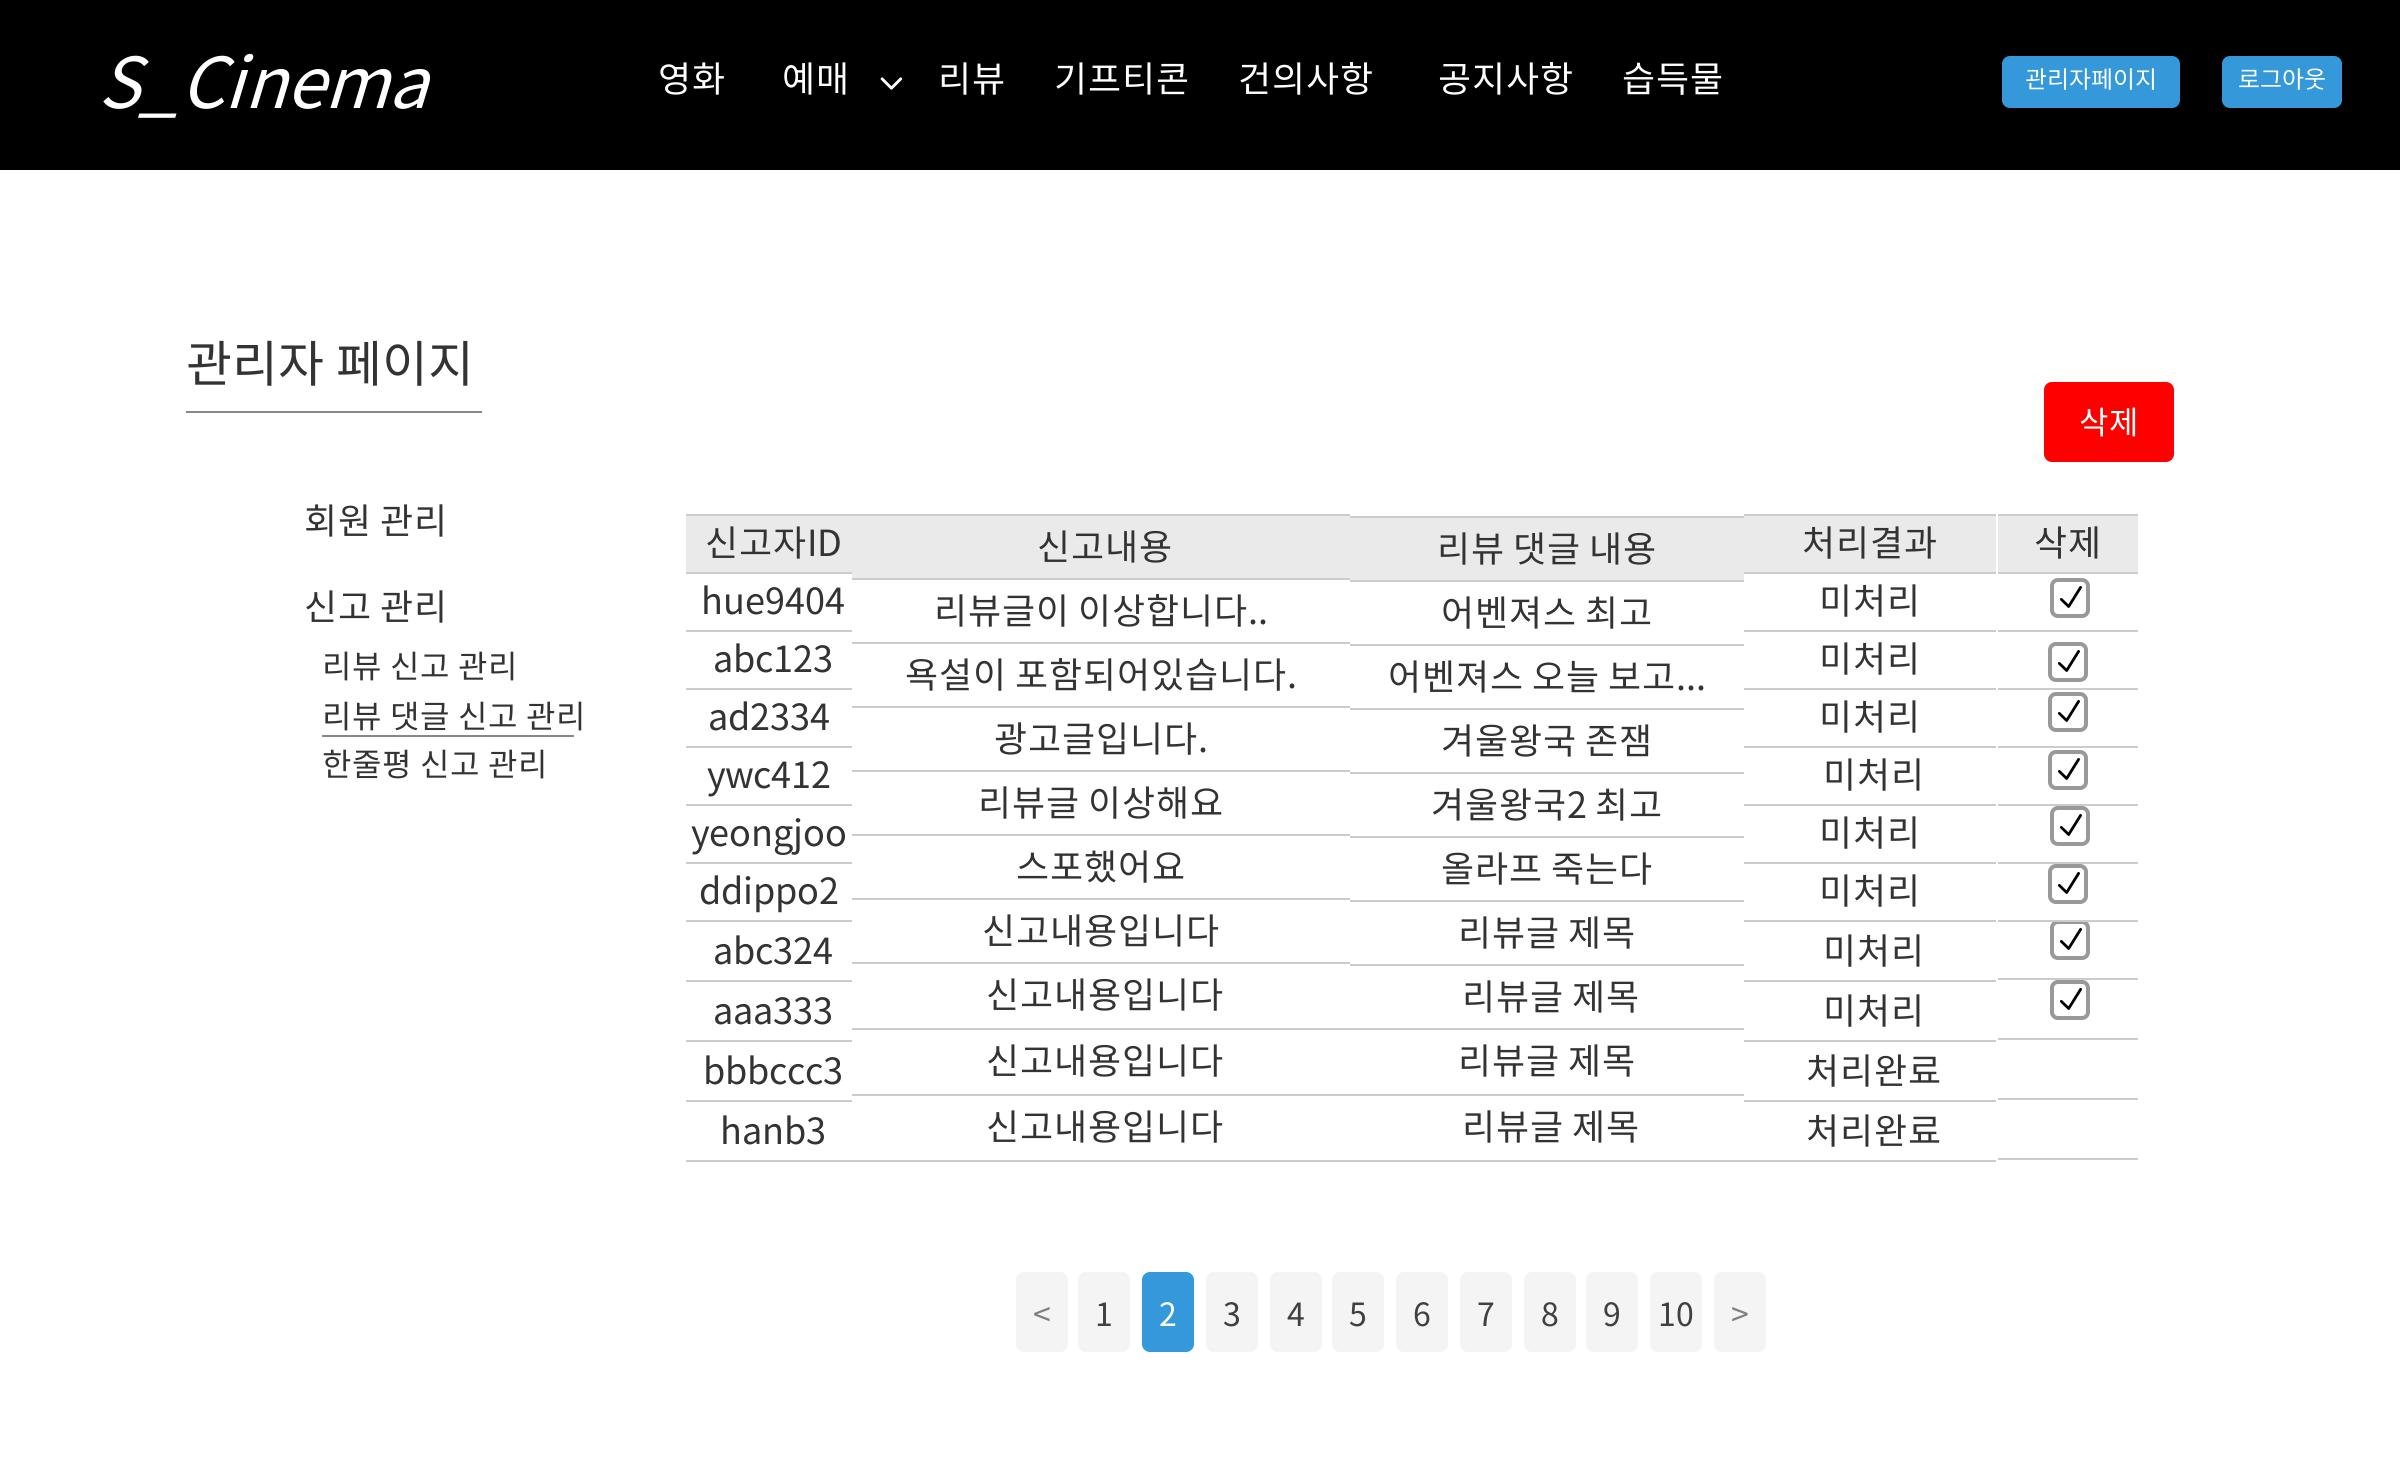 S_Cinema 영화 예매 리뷰 기프티콘 건의사항 공지사항 습득물 관리자페이지 로그아웃
관리자 페이지
삭제
회원 관리
신고 관리
리뷰 신고 관리
리뷰 댓글 신고 관리
한줄평 신고 관리
신고자ID 신고내용 리뷰 댓글 내용 처리결과 삭제
hue9404 리뷰글이 이상합니다.. 어벤져스 최고 미처리
abc123 욕설이 포함되어있습니다. 어벤져스 오늘 보고... 미처리
ad2334 광고글입니다. 겨울왕국 존잼 미처리
ywc412 리뷰글 이상해요 겨울왕국2 최고 미처리
yeongjoo 스포했어요 올라프 죽는다 미처리
ddippo2 신고내용입니다 리뷰글 제목 미처리
abc324 신고내용입니다 리뷰글 제목 미처리
aaa333 신고내용입니다 리뷰글 제목 미처리
bbbccc3 신고내용입니다 리뷰글 제목 처리완료
hanb3 처리완료
< 1 2 3 4 5 6 7 8 9 10 >